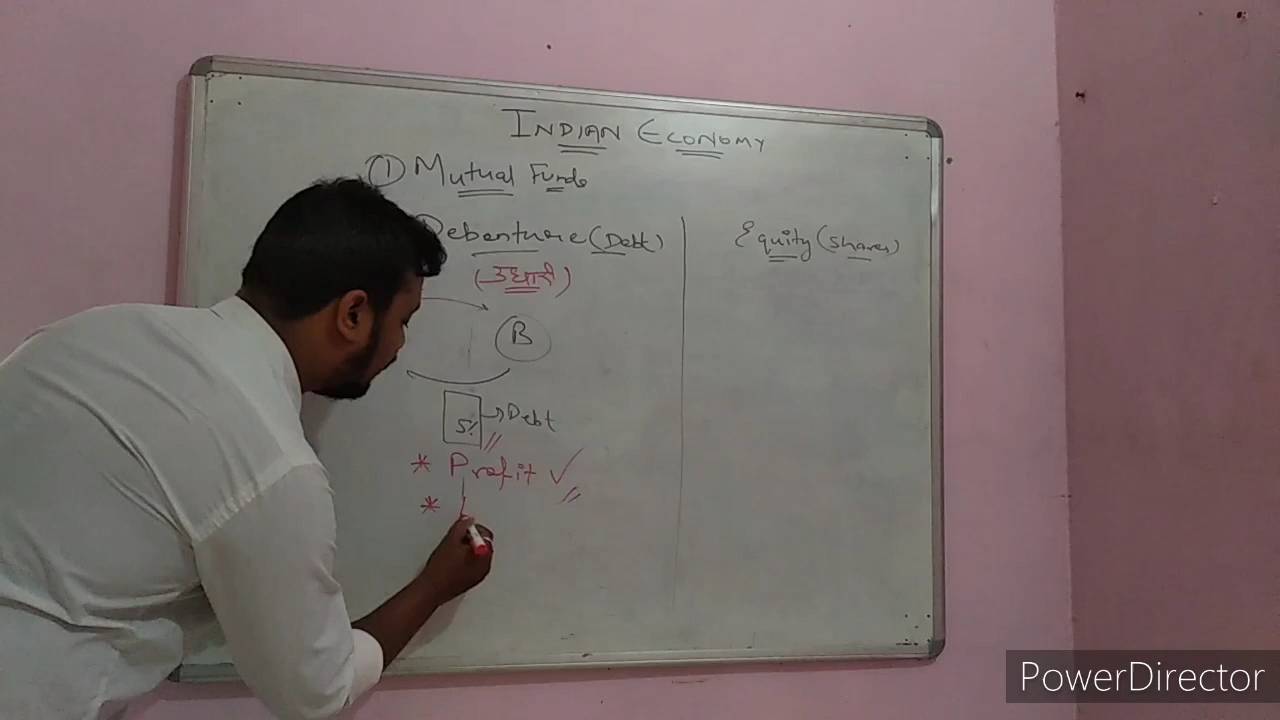 INDIAN ECONOMY
① Mutual Funds
Debenture (Debt)
(उधारी)
B
5% → Debt
* Profit ✓
*
Equity (Shares)
PowerDirector